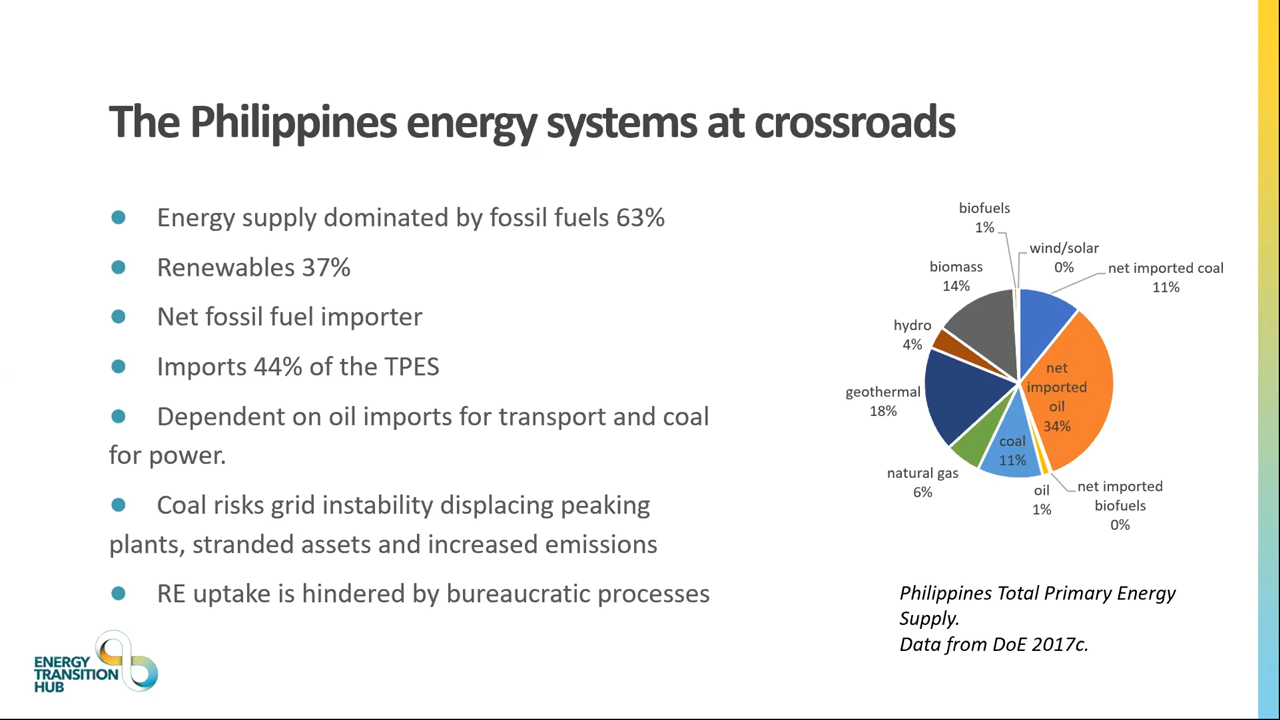 The Philippines energy systems at crossroads
● Energy supply dominated by fossil fuels 63%
● Renewables 37%
● Net fossil fuel importer
● Imports 44% of the TPES
● Dependent on oil imports for transport and coal
for power.
● Coal risks grid instability displacing peaking
plants, stranded assets and increased emissions
● RE uptake is hindered by bureaucratic processes
biofuels
1%
wind/solar
0%
net imported coal
11%
biomass
14%
hydro
4%
net
imported
oil
34%
geothermal
18%
coal
11%
natural gas
6%
oil
1%
net imported
biofuels
0%
Philippines Total Primary Energy
Supply.
Data from DoE 2017c.
ENERGY
TRANSITION
HUB